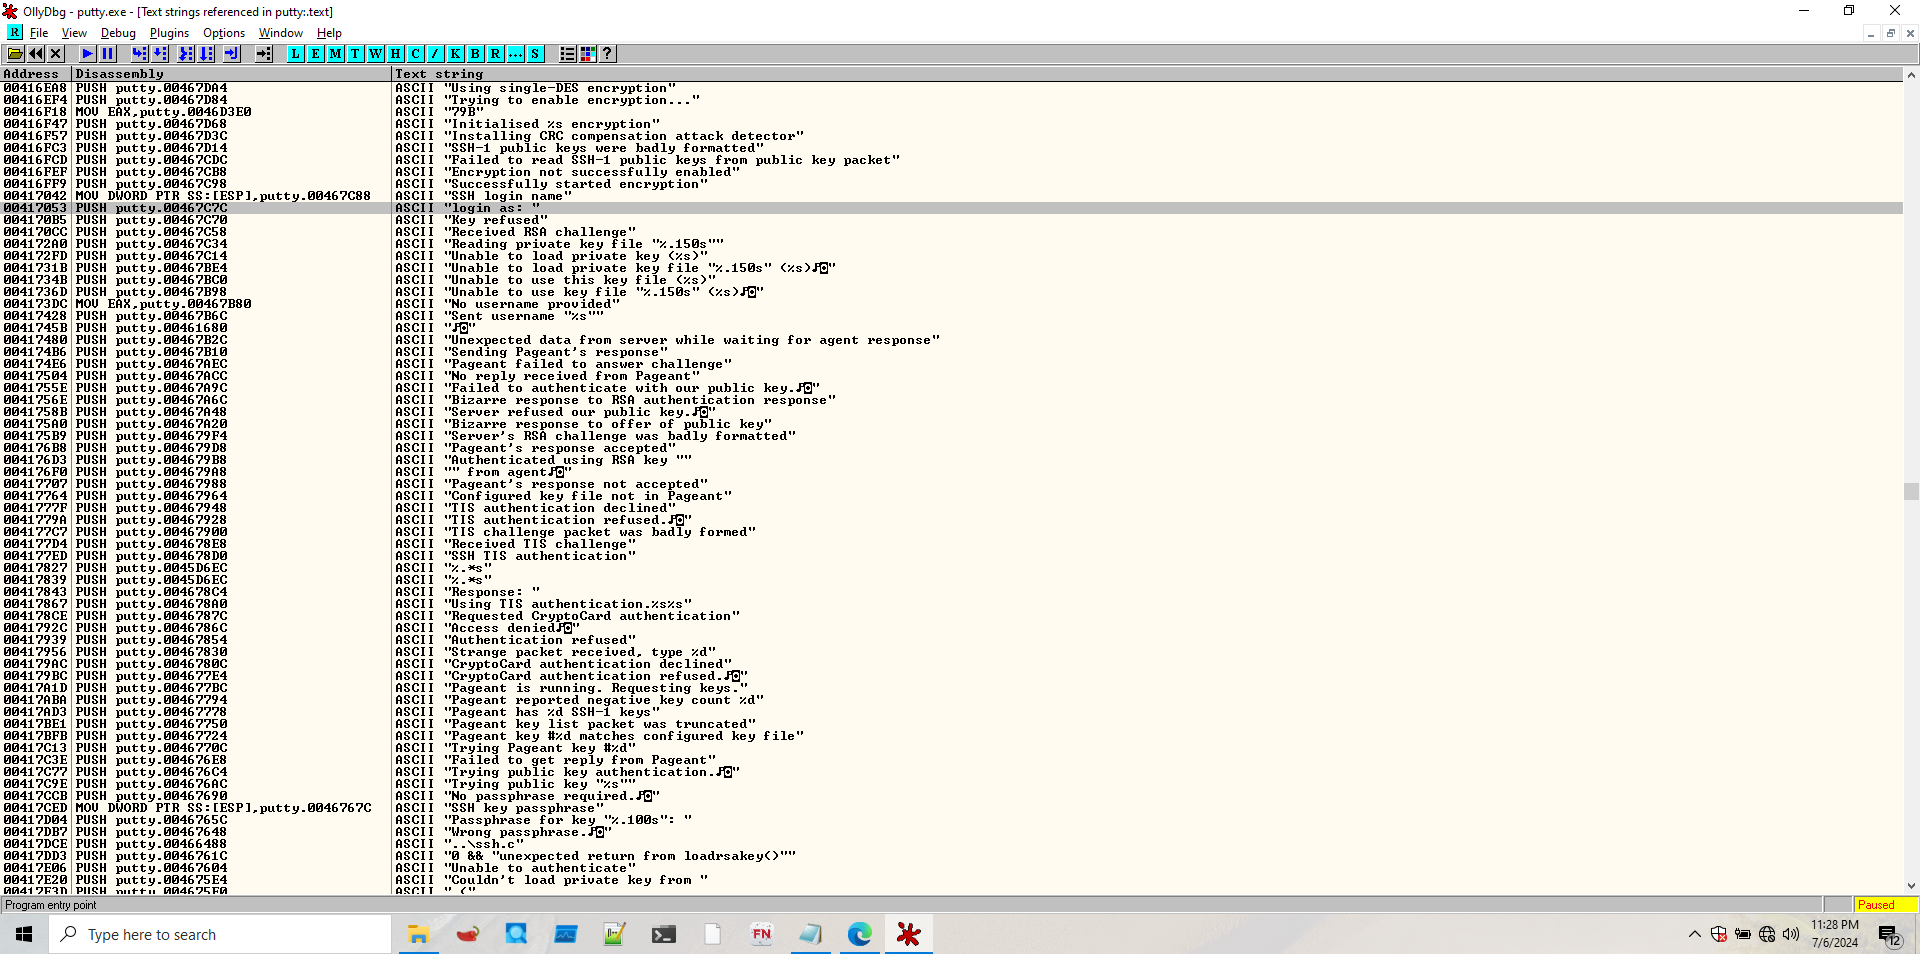 OllyDbg - putty.exe - [Text strings referenced in putty:.text]
R File View Debug Plugins Options Window Help
L E M T W H C / K B R ... S ?
Address Disassembly Text string
00416EA8 PUSH putty.00467DA4 ASCII "Using single-DES encryption"
00416EF4 PUSH putty.00467D84 ASCII "Trying to enable encryption..."
00416F18 MOV EAX,putty.0046D3E0 ASCII "79B"
00416F47 PUSH putty.00467D68 ASCII "Initialised %s encryption"
00416F57 PUSH putty.00467D3C ASCII "Installing CRC compensation attack detector"
00416FC3 PUSH putty.00467D14 ASCII "SSH-1 public keys were badly formatted"
00416FCD PUSH putty.00467CDC ASCII "Failed to read SSH-1 public keys from public key packet"
00416FEF PUSH putty.00467CB8 ASCII "Encryption not successfully enabled"
00416FF9 PUSH putty.00467C98 ASCII "Successfully started encryption"
00417042 MOV DWORD PTR SS:[ESP],putty.00467C88 ASCII "SSH login name"
00417053 PUSH putty.00467C7C ASCII "login as: "
004170B5 PUSH putty.00467C70 ASCII "Key refused"
004170CC PUSH putty.00467C58 ASCII "Received RSA challenge"
004172A0 PUSH putty.00467C34 ASCII "Reading private key file "%.150s""
004172FD PUSH putty.00467C14 ASCII "Unable to load private key (%s)"
0041731B PUSH putty.00467BE4 ASCII "Unable to load private key file "%.150s" (%s)♪◙"
0041734B PUSH putty.00467BC0 ASCII "Unable to use this key file (%s)"
0041736D PUSH putty.00467B98 ASCII "Unable to use key file "%.150s" (%s)♪◙"
004173DC MOV EAX,putty.00467B80 ASCII "No username provided"
00417428 PUSH putty.00467B6C ASCII "Sent username "%s""
0041745B PUSH putty.00461680 ASCII "♪◙"
00417480 PUSH putty.00467B2C ASCII "Unexpected data from server while waiting for agent response"
004174B6 PUSH putty.00467B10 ASCII "Sending Pageant's response"
004174E6 PUSH putty.00467AEC ASCII "Pageant failed to answer challenge"
00417504 PUSH putty.00467ACC ASCII "No reply received from Pageant"
0041755E PUSH putty.00467A9C ASCII "Failed to authenticate with our public key.♪◙"
0041756E PUSH putty.00467A6C ASCII "Bizarre response to RSA authentication response"
0041758B PUSH putty.00467A48 ASCII "Server refused our public key.♪◙"
004175A0 PUSH putty.00467A20 ASCII "Bizarre response to offer of public key"
004175B9 PUSH putty.004679F4 ASCII "Server's RSA challenge was badly formatted"
004176B8 PUSH putty.004679D8 ASCII "Pageant's response accepted"
004176D3 PUSH putty.004679B8 ASCII "Authenticated using RSA key ""
004176F0 PUSH putty.004679A8 ASCII "" from agent♪◙"
00417707 PUSH putty.00467988 ASCII "Pageant's response not accepted"
00417764 PUSH putty.00467964 ASCII "Configured key file not in Pageant"
0041777F PUSH putty.00467948 ASCII "TIS authentication declined"
0041779A PUSH putty.00467928 ASCII "TIS authentication refused.♪◙"
004177C7 PUSH putty.00467900 ASCII "TIS challenge packet was badly formed"
004177D4 PUSH putty.004678E8 ASCII "Received TIS challenge"
004177ED PUSH putty.004678D0 ASCII "SSH TIS authentication"
00417827 PUSH putty.0045D6EC ASCII "%.*s"
00417839 PUSH putty.0045D6EC ASCII "%.*s"
00417843 PUSH putty.004678C4 ASCII "Response: "
00417867 PUSH putty.004678A0 ASCII "Using TIS authentication.%s%s"
004178CE PUSH putty.0046787C ASCII "Requested CryptoCard authentication"
0041792C PUSH putty.0046786C ASCII "Access denied♪◙"
00417939 PUSH putty.00467854 ASCII "Authentication refused"
00417956 PUSH putty.00467830 ASCII "Strange packet received, type %d"
004179AC PUSH putty.0046780C ASCII "CryptoCard authentication declined"
004179BC PUSH putty.004677E4 ASCII "CryptoCard authentication refused.♪◙"
00417A1D PUSH putty.004677BC ASCII "Pageant is running. Requesting keys."
00417ABA PUSH putty.00467794 ASCII "Pageant reported negative key count %d"
00417AD3 PUSH putty.00467778 ASCII "Pageant has %d SSH-1 keys"
00417BE1 PUSH putty.00467750 ASCII "Pageant key list packet was truncated"
00417BFB PUSH putty.00467724 ASCII "Pageant key #%d matches configured key file"
00417C13 PUSH putty.0046770C ASCII "Trying Pageant key #%d"
00417C3E PUSH putty.004676E8 ASCII "Failed to get reply from Pageant"
00417C77 PUSH putty.004676C4 ASCII "Trying public key authentication.♪◙"
00417C9E PUSH putty.004676AC ASCII "Trying public key "%s""
00417CCB PUSH putty.00467690 ASCII "No passphrase required.♪◙"
00417CED MOV DWORD PTR SS:[ESP],putty.0046767C ASCII "SSH key passphrase"
00417D04 PUSH putty.0046765C ASCII "Passphrase for key "%.100s": "
00417DB7 PUSH putty.00467648 ASCII "Wrong passphrase.♪◙"
00417DCE PUSH putty.00466488 ASCII "..\ssh.c"
00417DD3 PUSH putty.0046761C ASCII "0 && "unexpected return from loadrsakey()""
00417E06 PUSH putty.00467604 ASCII "Unable to authenticate"
00417E20 PUSH putty.004675E4 ASCII "Couldn't load private key from "
00417E3D PUSH putty.004675E0 ASCII " ("
Program entry point Paused
Type here to search FN 11:28 PM
7/6/2024 12